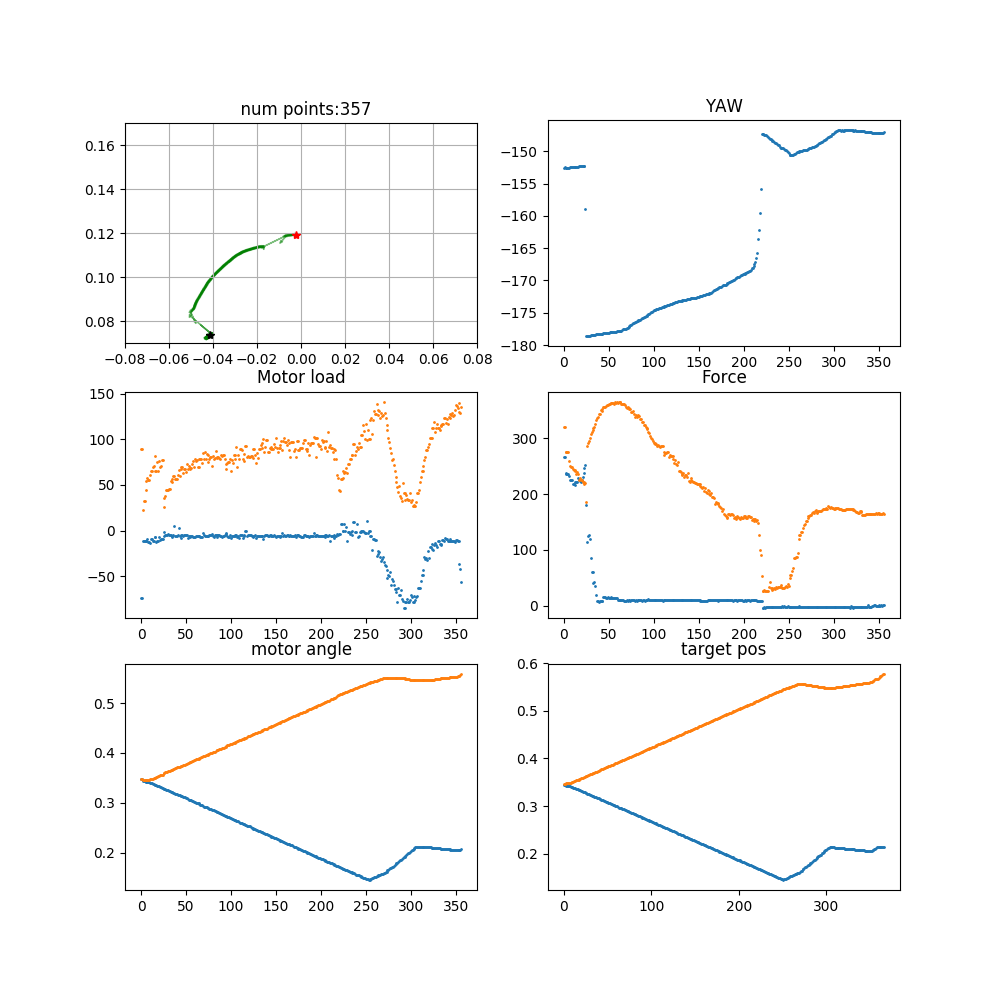 num points:357
0.16
0.14
0.12
0.10
0.08
−0.08 −0.06 −0.04 −0.02 0.00 0.02 0.04 0.06 0.08
YAW
−150
−155
−160
−165
−170
−175
−180
0 50 100 150 200 250 300 350
Motor load
150
100
50
0
−50
0 50 100 150 200 250 300 350
Force
300
200
100
0
0 50 100 150 200 250 300 350
motor angle
0.5
0.4
0.3
0.2
0 50 100 150 200 250 300 350
target pos
0.6
0.5
0.4
0.3
0.2
0 100 200 300